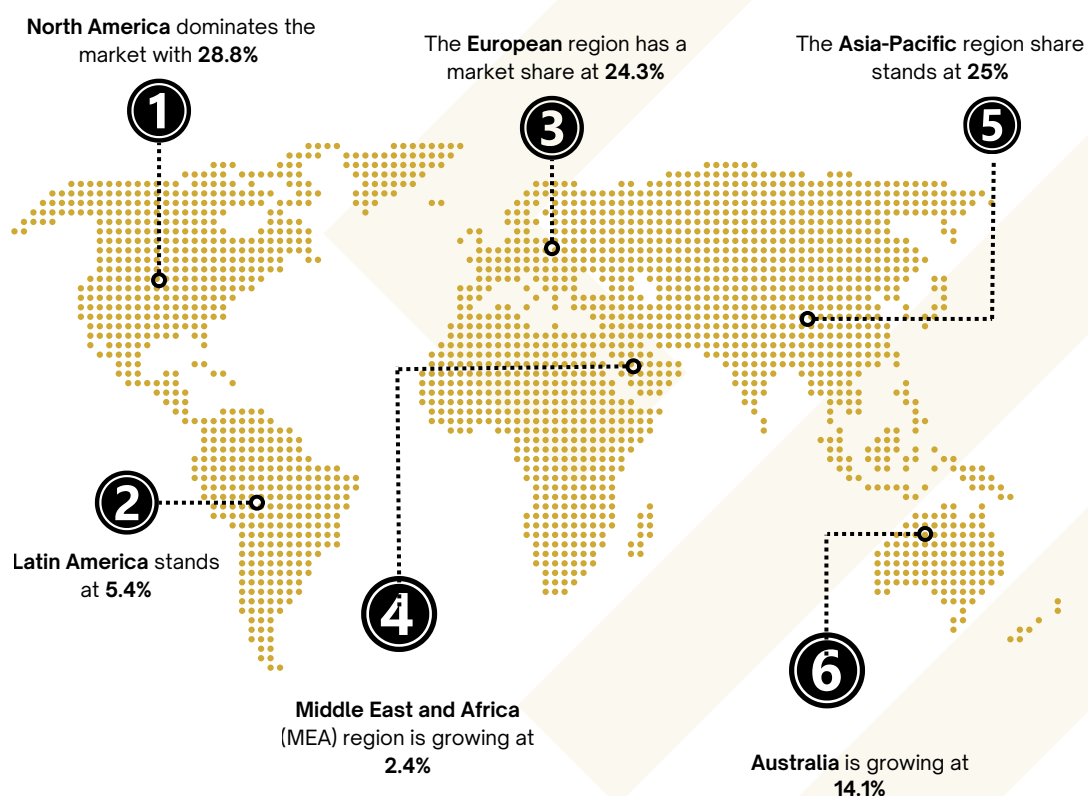 North America dominates the
market with 28.8%
1
The European region has a
market share at 24.3%
3
The Asia-Pacific region share
stands at 25%
5
2
Latin America stands
at 5.4%
4
Middle East and Africa
(MEA) region is growing at
2.4%
6
Australia is growing at
14.1%